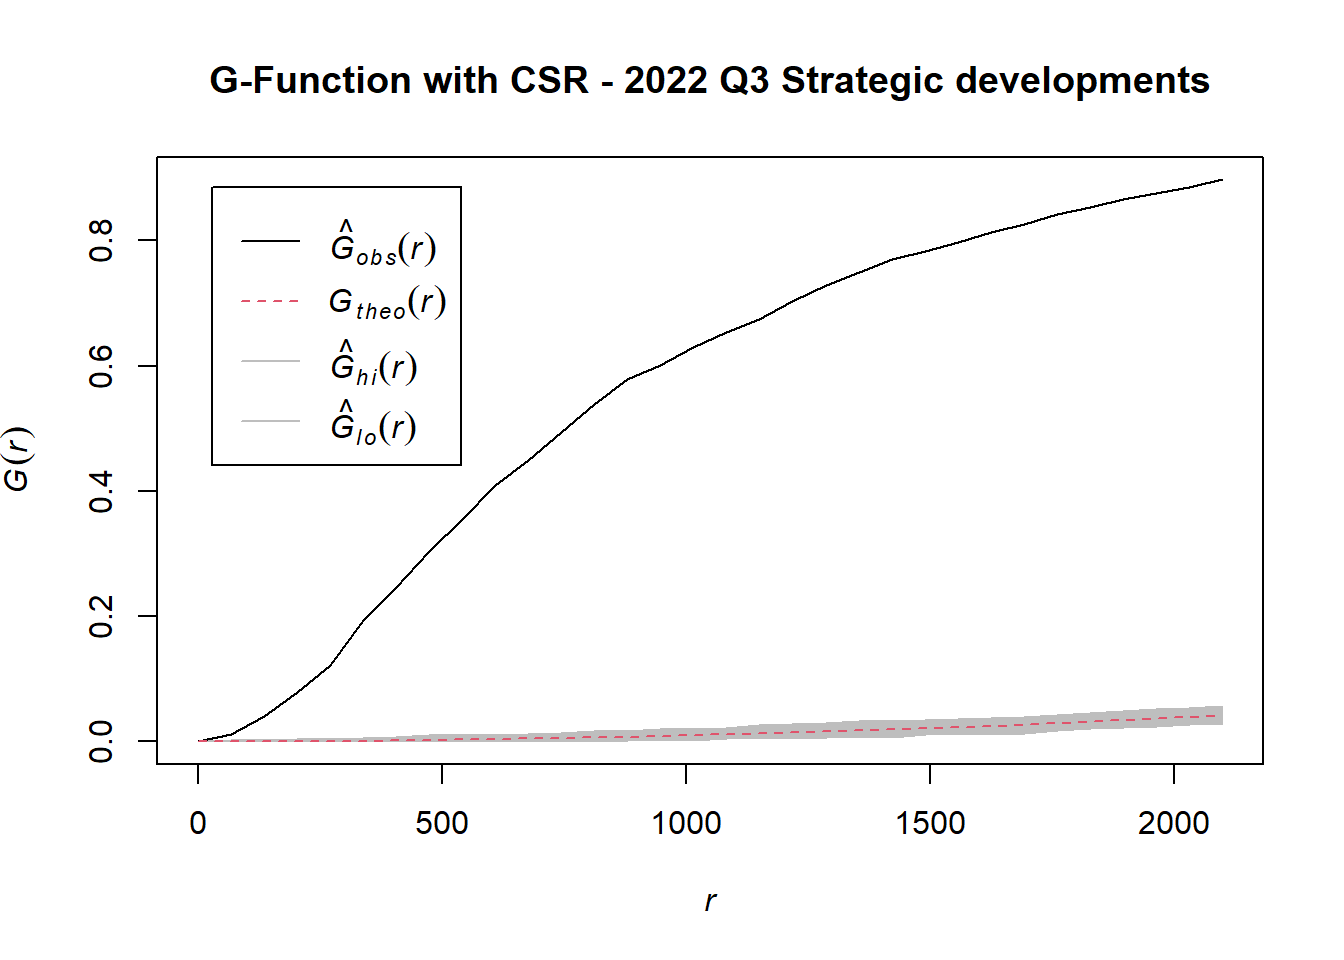 G-Function with CSR - 2022 Q3 Strategic developments
Ĝobs(r)
Gtheo(r)
Ĝhi(r)
Ĝlo(r)
G(r)
0.8
0.6
0.4
0.2
0.0
0 500 1000 1500 2000
r